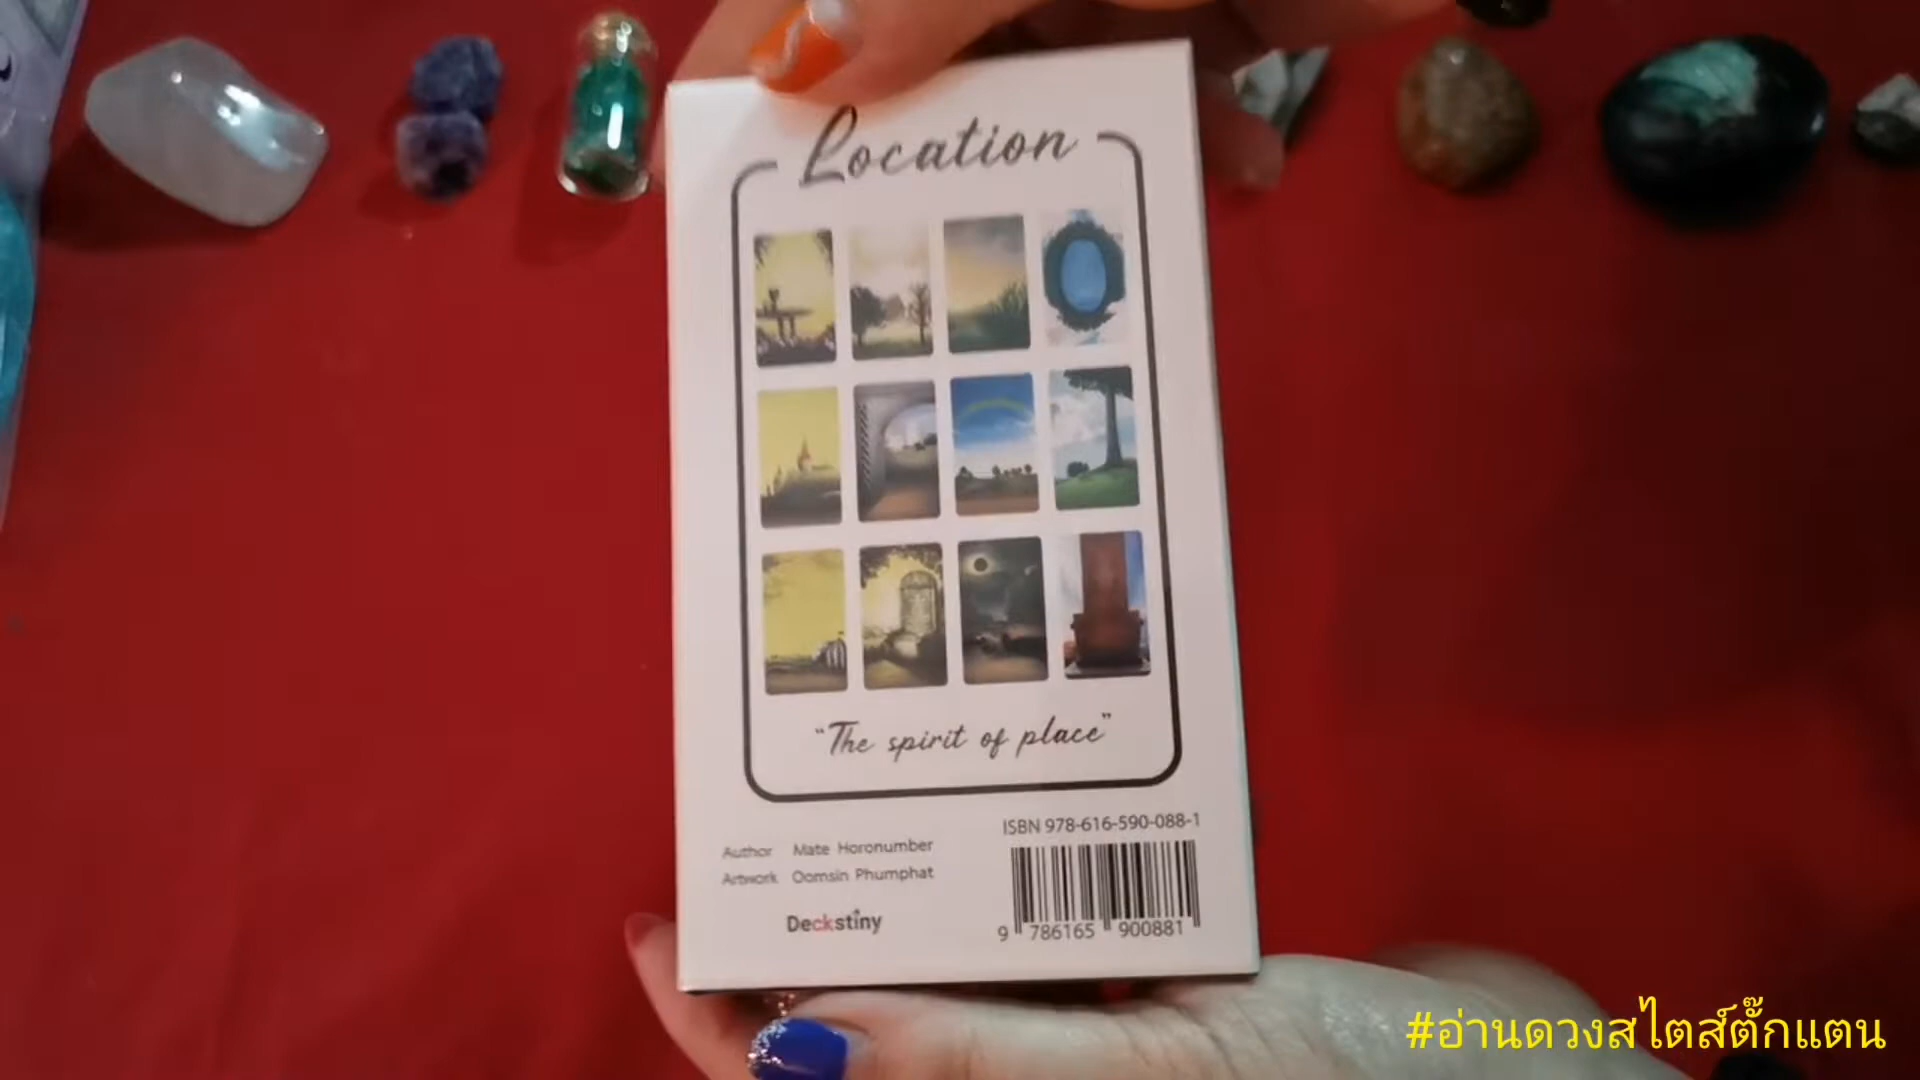 Location
“The spirit of place”
ISBN 978-616-590-088-1
Author Mate Horonumber
Artwork Oomsin Phumphat
Deckstiny
9 786165 900881
#อ่านดวงสไตส์ตั๊กแตน